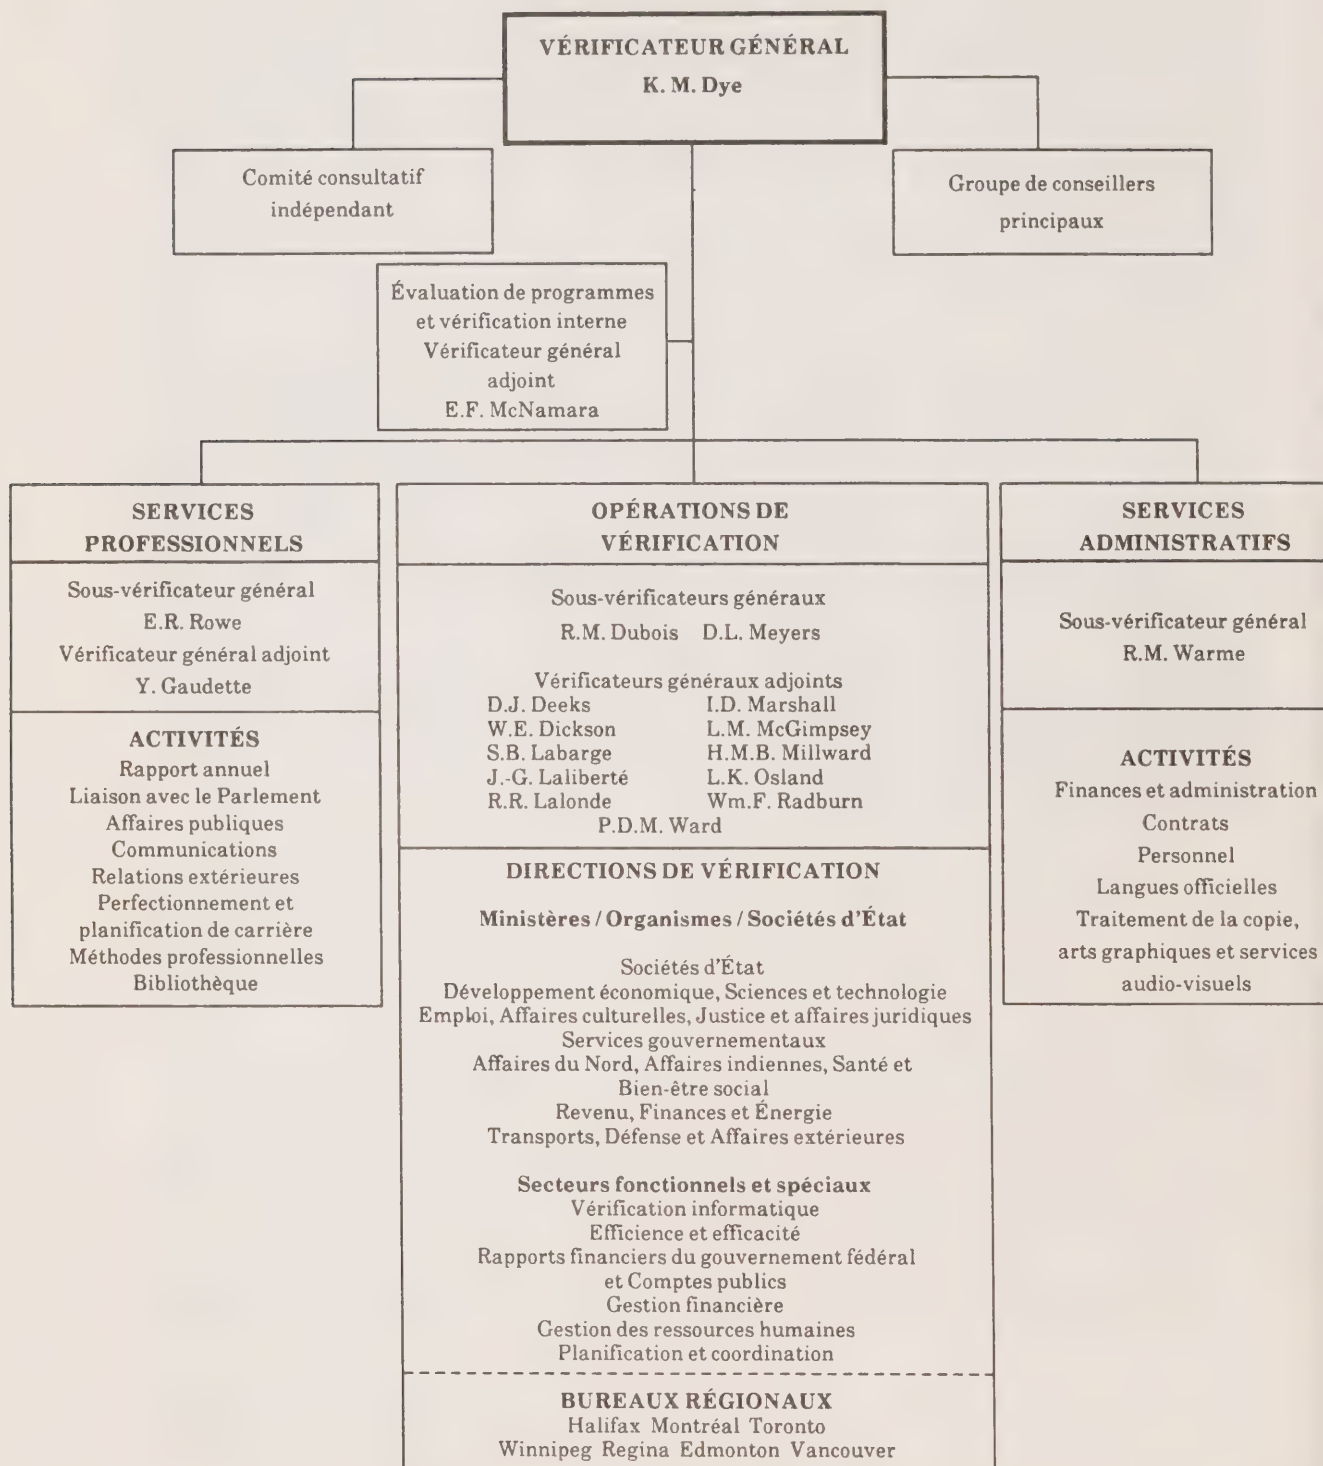 VÉRIFICATEUR GÉNÉRAL
K. M. Dye
Comité consultatif
indépendant
Groupe de conseillers
principaux
Évaluation de programmes
et vérification interne
Vérificateur général
adjoint
E.F. McNamara
SERVICES
PROFESSIONNELS
Sous-vérificateur général
E.R. Rowe
Vérificateur général adjoint
Y. Gaudette
ACTIVITÉS
Rapport annuel
Liaison avec le Parlement
Affaires publiques
Communications
Relations extérieures
Perfectionnement et
planification de carrière
Méthodes professionnelles
Bibliothèque
OPÉRATIONS DE
VÉRIFICATION
Sous-vérificateurs généraux
R.M. Dubois D.L. Meyers
Vérificateurs généraux adjoints
D.J. Deeks I.D. Marshall
W.E. Dickson L.M. McGimpsey
S.B. Labarge H.M.B. Millward
J.-G. Laliberté L.K. Osland
R.R. Lalonde Wm.F. Radburn
P.D.M. Ward
DIRECTIONS DE VÉRIFICATION
Ministères / Organismes / Sociétés d'État
Sociétés d'État
Développement économique, Sciences et technologie
Emploi, Affaires culturelles, Justice et affaires juridiques
Services gouvernementaux
Affaires du Nord, Affaires indiennes, Santé et
Bien-être social
Revenu, Finances et Énergie
Transports, Défense et Affaires extérieures
Secteurs fonctionnels et spéciaux
Vérification informatique
Efficience et efficacité
Rapports financiers du gouvernement fédéral
et Comptes publics
Gestion financière
Gestion des ressources humaines
Planification et coordination
BUREAUX RÉGIONAUX
Halifax Montréal Toronto
Winnipeg Regina Edmonton Vancouver
SERVICES
ADMINISTRATIFS
Sous-vérificateur général
R.M. Warme
ACTIVITÉS
Finances et administration
Contrats
Personnel
Langues officielles
Traitement de la copie,
arts graphiques et services
audio-visuels